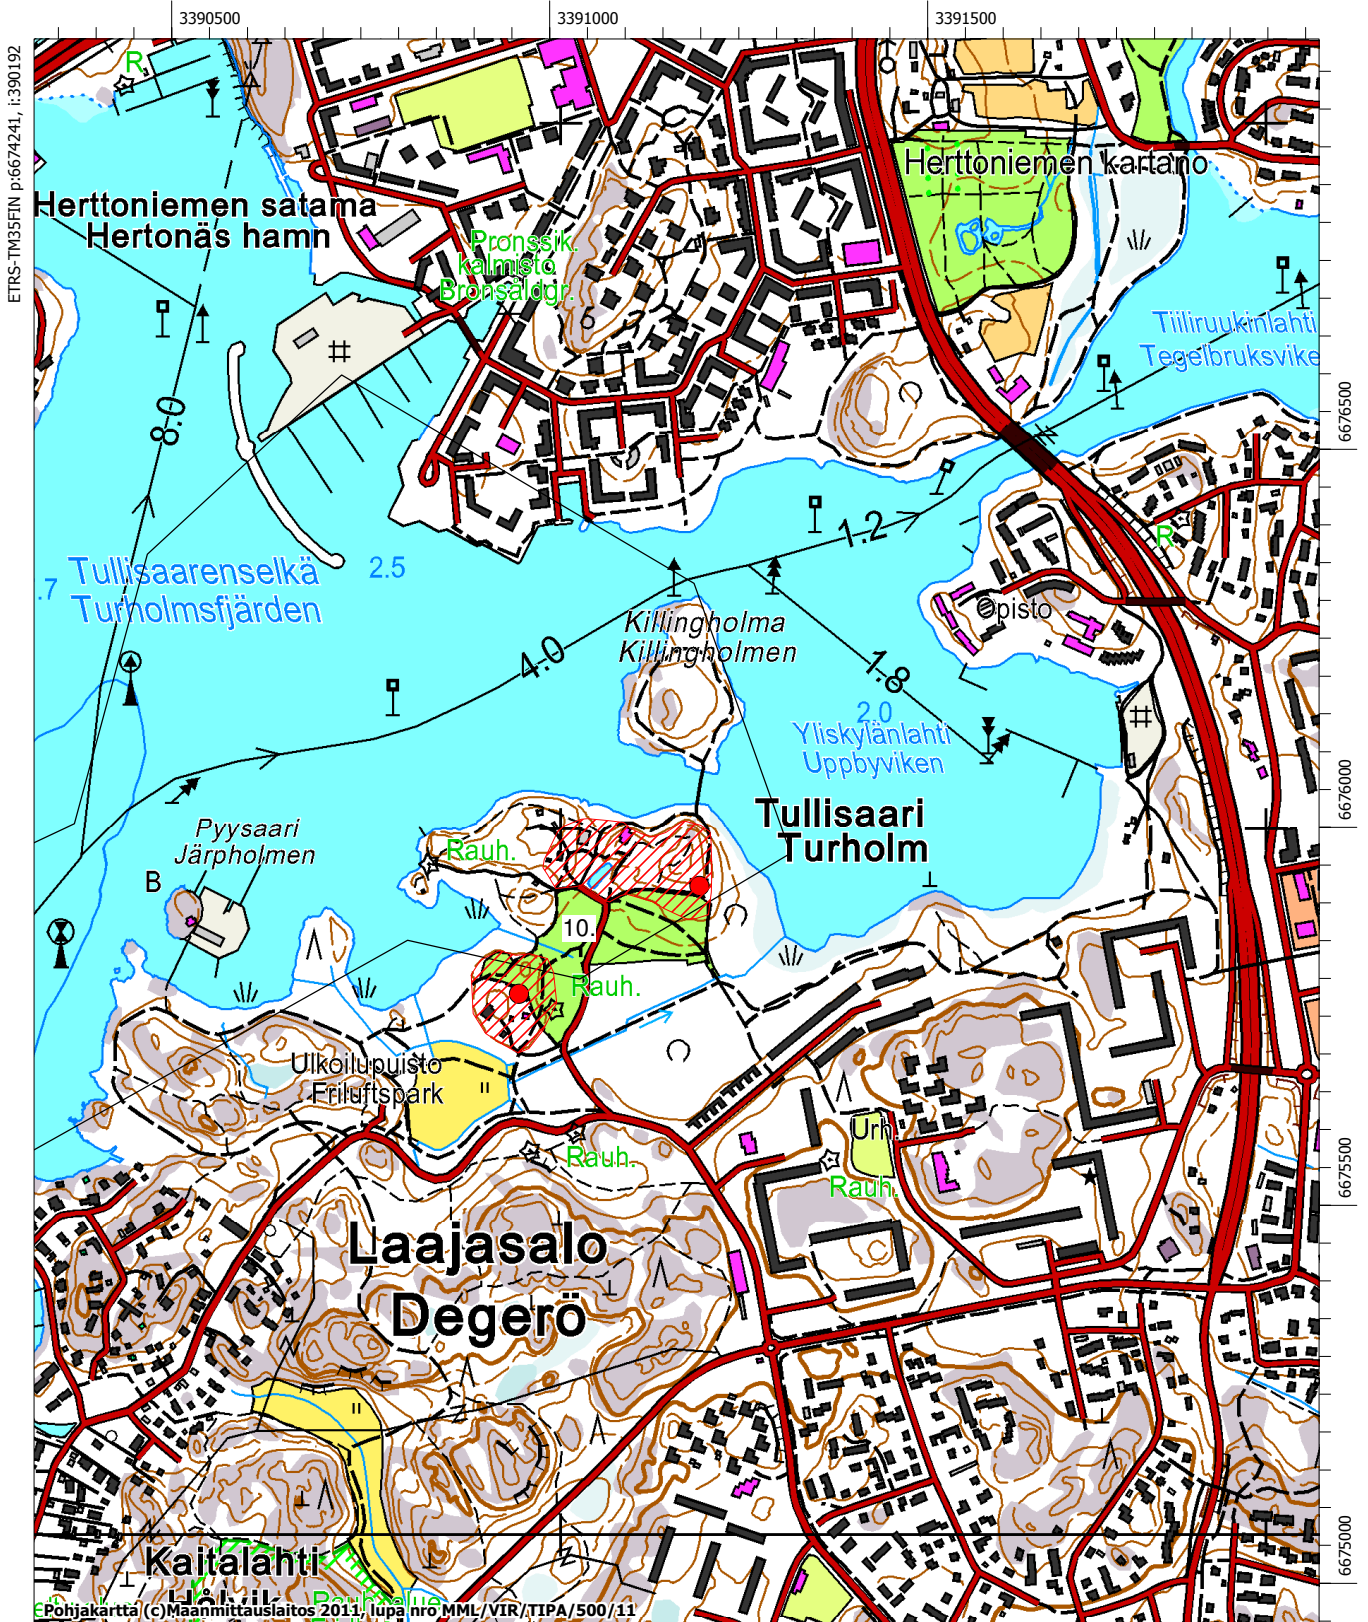 3390500
3391000
3391500
ETRS-TM35FIN p:6674241, i:390192
R
Herttoniemen kartano
Herttoniemen satama
Hertonäs hamn
Pronssik.
kalmisto
Bronsåldgr.
Tiiliruukinlahti
Tegelbruksvike
8.0
6676500
1.2
R
Tullisaarenselkä
Turholmsfjärden
.7
2.5
Opisto
Killingholma
Killingholmen
4.0
1.8
2.0
Yliskylänlahti
Uppbyviken
6676000
Tullisaari
Turholm
Pyysaari
Järpholmen
Rauh.
B
10.
Rauh.
Ulkoilupuisto
Friluftspark
Urh.
Rauh.
Rauh.
6675500
Laajasalo
Degerö
6675000
Kaitalahti
Håkvik
Pohjakartta (c)Maanmittauslaitos 2011, lupa nro MML/VIR/TIPA/500/11